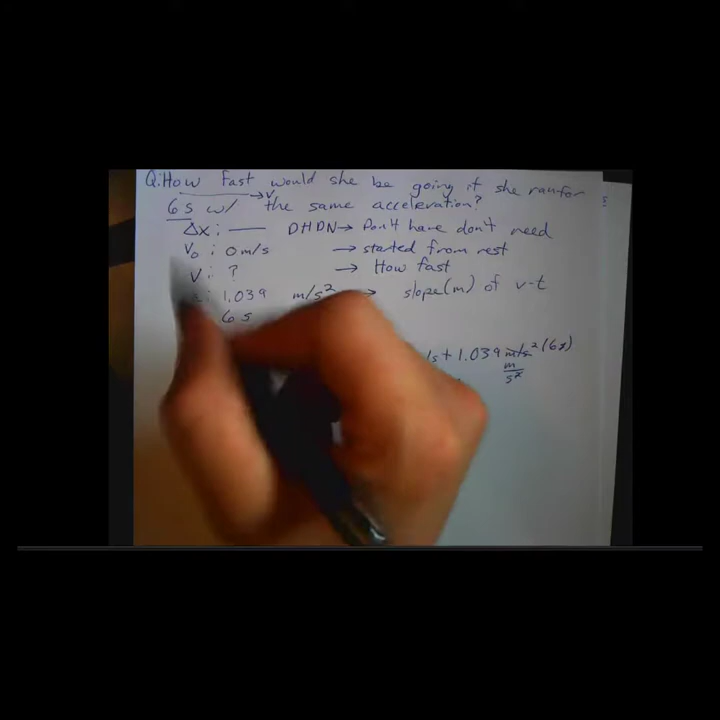 Q: How fast would she be going if she ran for
→ v
6 s w/ the same acceleration?
Δx: — DHDN → Don't have don't need
v₀: 0 m/s → started from rest
v: ? → How fast
: 1.039 m/s² → slope(m) of v-t
6 s
/s + 1.039 m/s² (6s)
m
s²